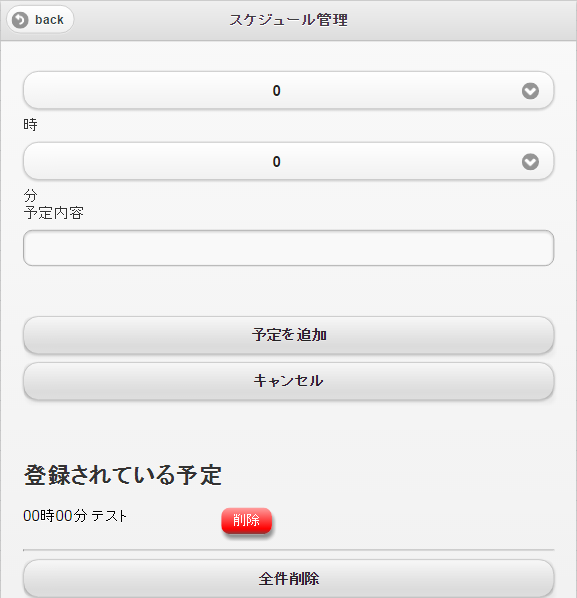 back
スケジュール管理
0
時
0
分
予定内容
予定を追加
キャンセル
登録されている予定
00時00分 テスト 削除
全件削除